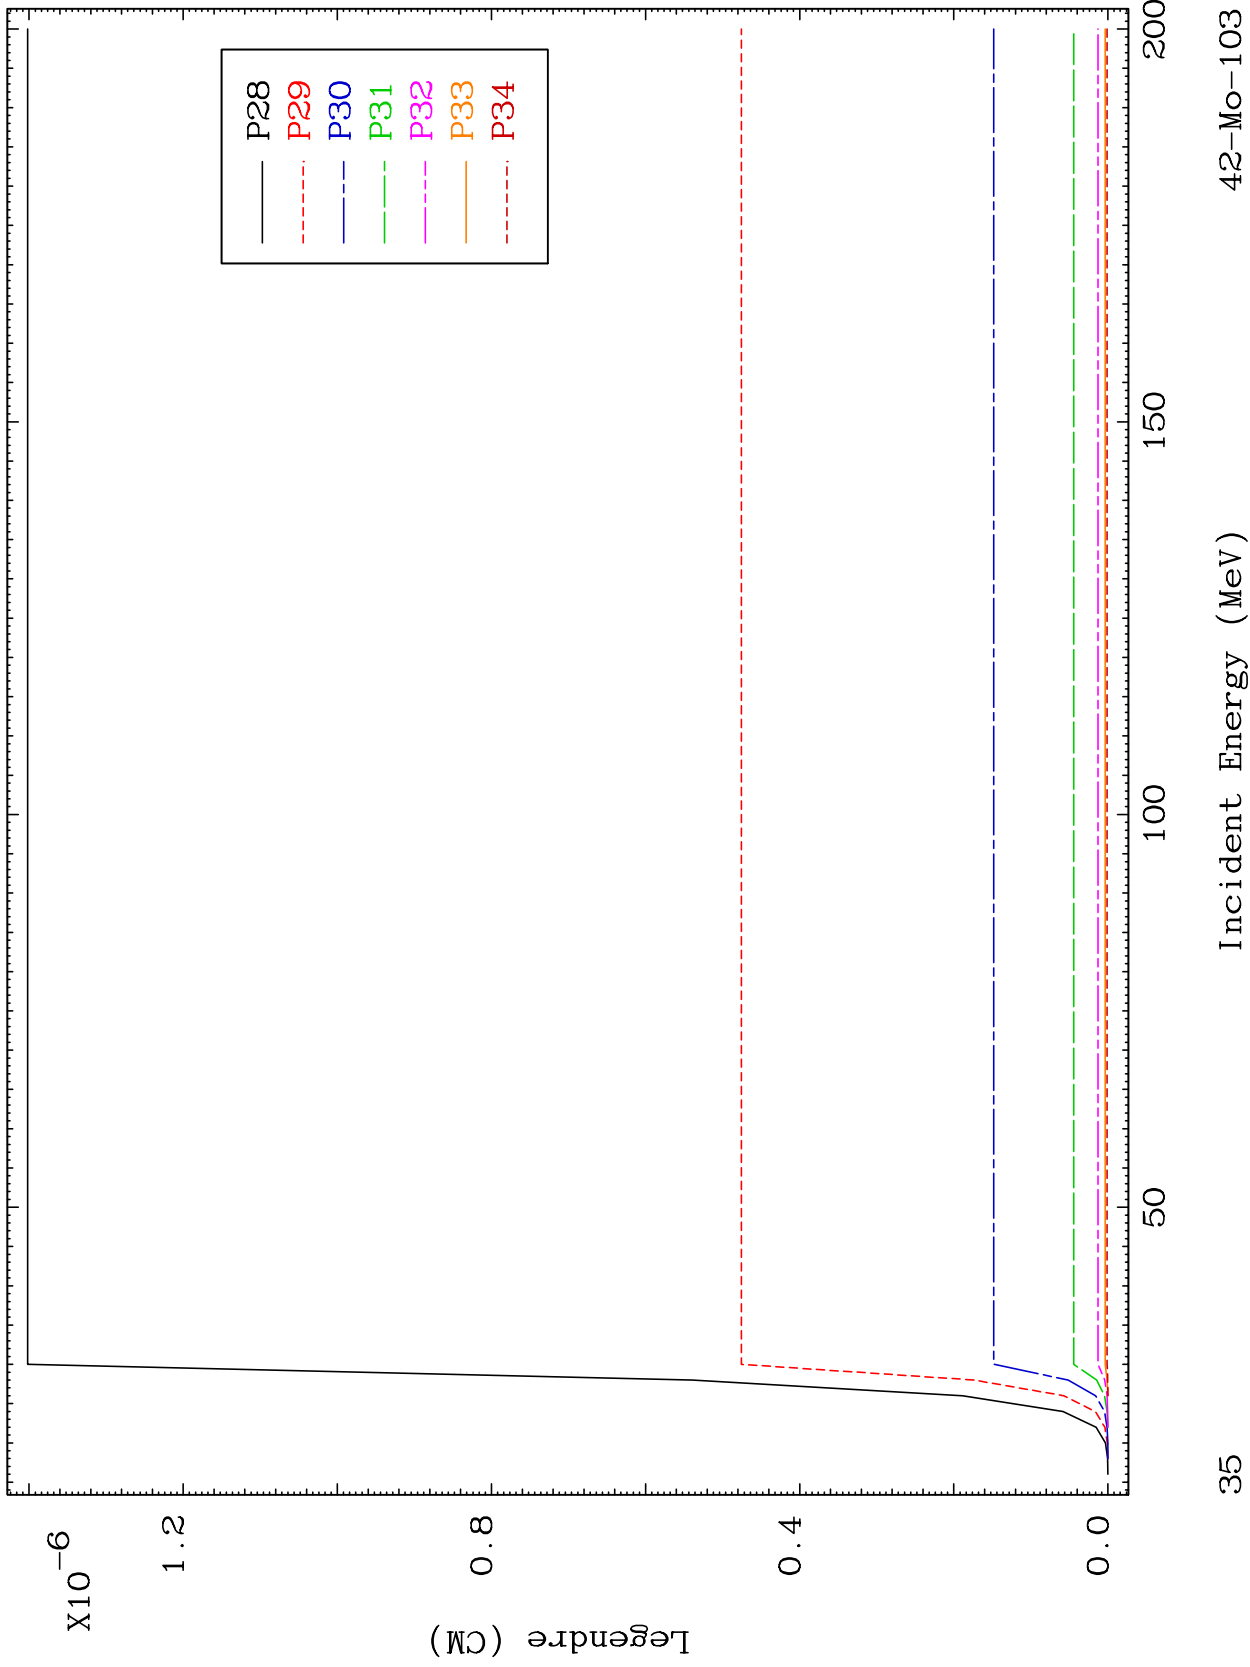 X10 -6
1.2
0.8
0.4
0.0
Legendre (CM)
P28
P29
P30
P31
P32
P33
P34
50
100
150
200
Incident Energy (MeV)
35
42-Mo-103